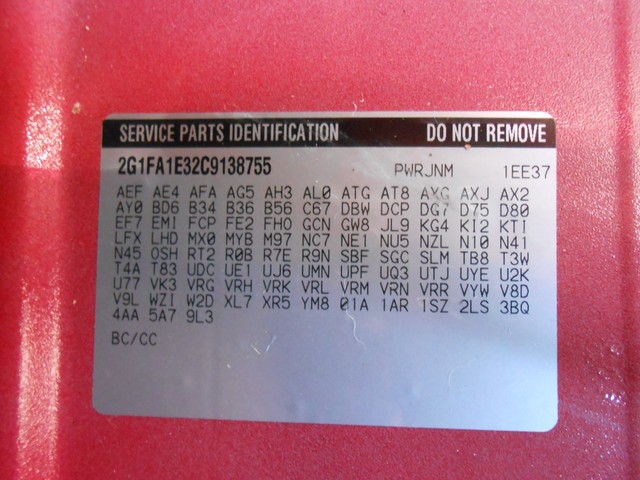 SERVICE PARTS IDENTIFICATION DO NOT REMOVE
2G1FA1E32C9138755 PWRJNM 1EE37
AEF AE4 AFA AG5 AH3 AL0 ATG AT8 AXG AXJ AX2
AY0 BD6 B34 B36 B56 C67 DBW DCP DG7 D75 D80
EF7 EMI FCP FE2 FHO GCN GW8 JL9 KG4 KI2 KTI
LFX LHD MX0 MYB M97 NC7 NE1 NU5 NZL N10 N41
N45 OSH RT2 R0B R7E R9N SBF SGC SLM TB8 T3W
T4A T83 UDC UE1 UJ6 UMN UPF UQ3 UTJ UYE U2K
U77 VK3 VRG VRH VRK VRL VRM VRN VRR VYW V8D
V9L WZI W2D XL7 XR5 YM8 01A 1AR 1SZ 2LS 3BQ
4AA 5A7 9L3
BC/CC